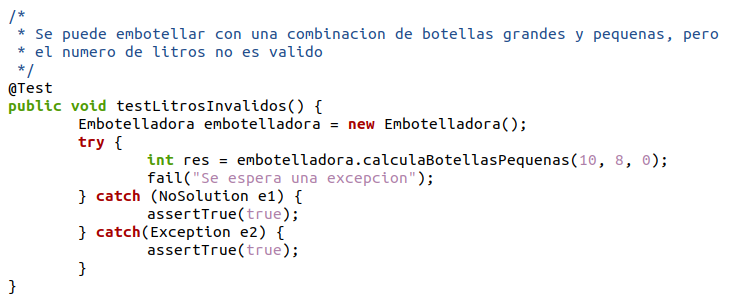 /*
 * Se puede embotellar con una combinacion de botellas grandes y pequenas, pero
 * el numero de litros no es valido
 */
@Test
public void testLitrosInvalidos() {
        Embotelladora embotelladora = new Embotelladora();
        try {
                int res = embotelladora.calculaBotellasPequenas(10, 8, 0);
                fail("Se espera una excepcion");
        } catch (NoSolution e1) {
                assertTrue(true);
        } catch(Exception e2) {
                assertTrue(true);
        }
}